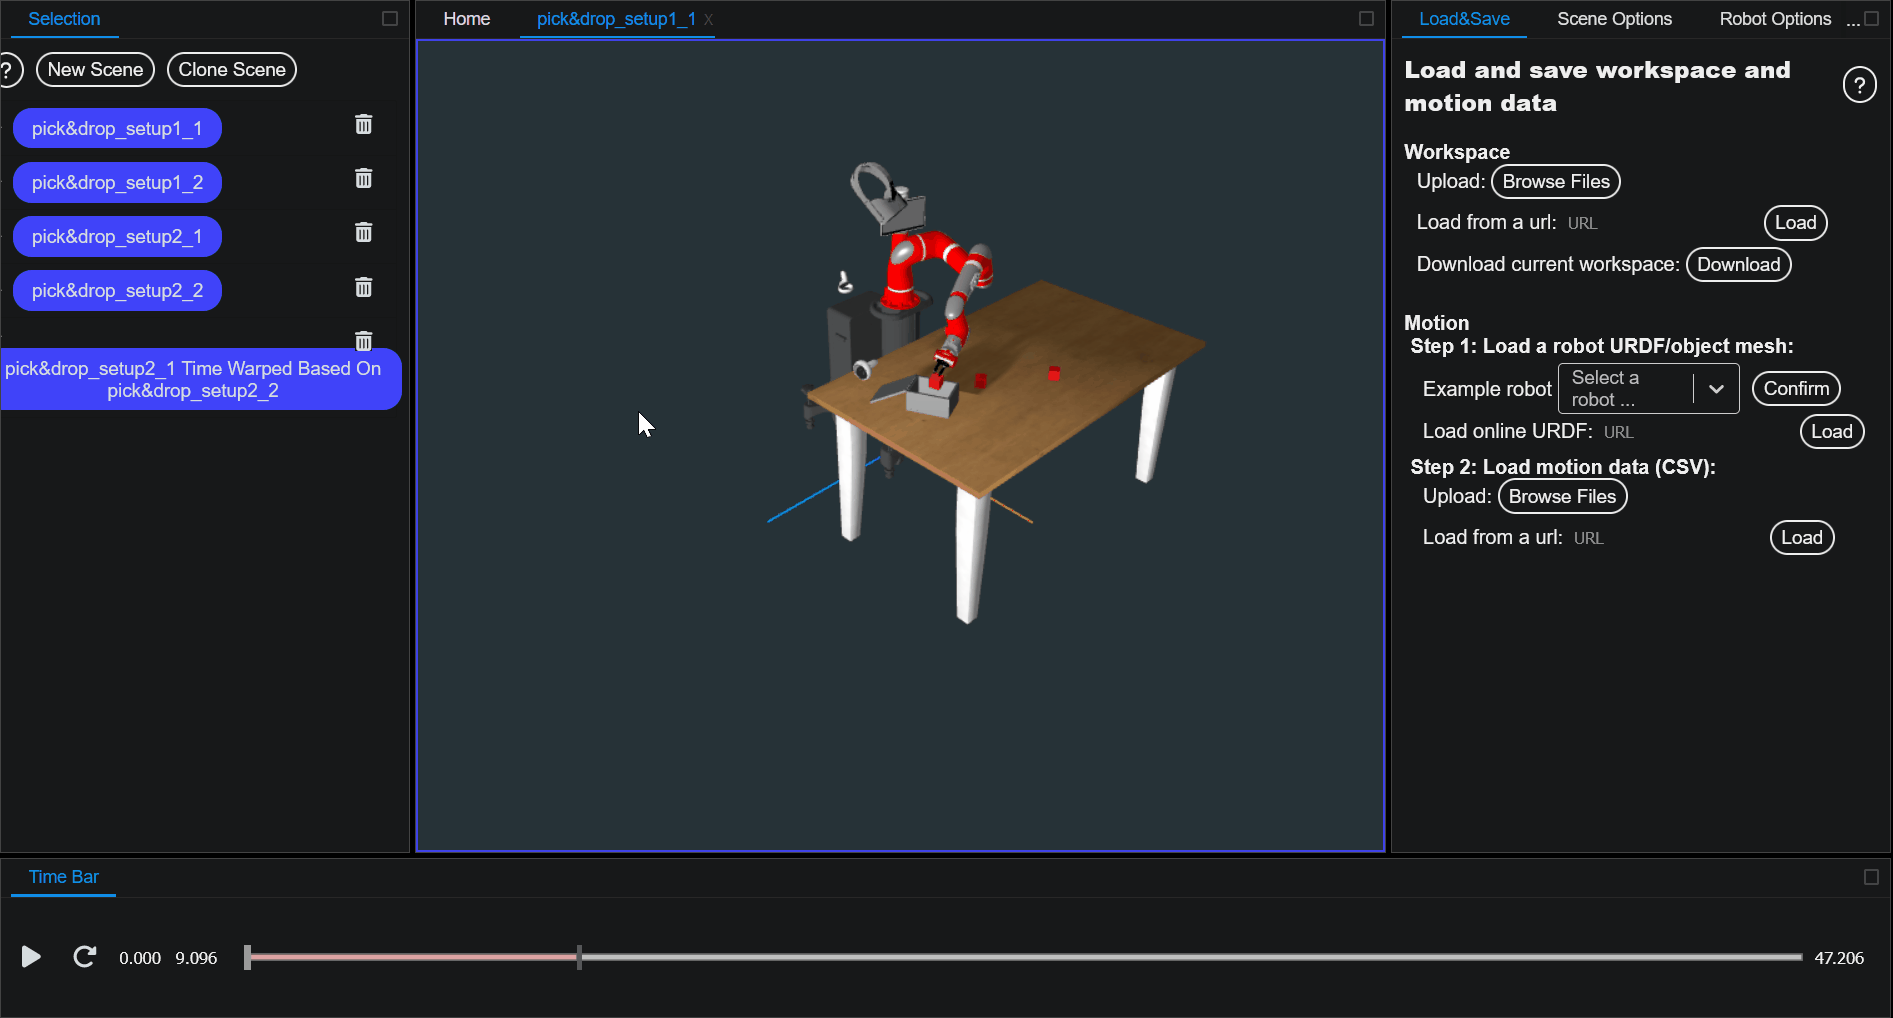 Selection
? New Scene Clone Scene
pick&drop_setup1_1
pick&drop_setup1_2
pick&drop_setup2_1
pick&drop_setup2_2
pick&drop_setup2_1 Time Warped Based On
pick&drop_setup2_2
Home pick&drop_setup1_1 x
Load&Save Scene Options Robot Options ...
Load and save workspace and
motion data
?
Workspace
Upload: Browse Files
Load from a url: URL Load
Download current workspace: Download
Motion
Step 1: Load a robot URDF/object mesh:
Example robot Select a
robot ... Confirm
Load online URDF: URL Load
Step 2: Load motion data (CSV):
Upload: Browse Files
Load from a url: URL Load
Time Bar
0.000 9.096 47.206